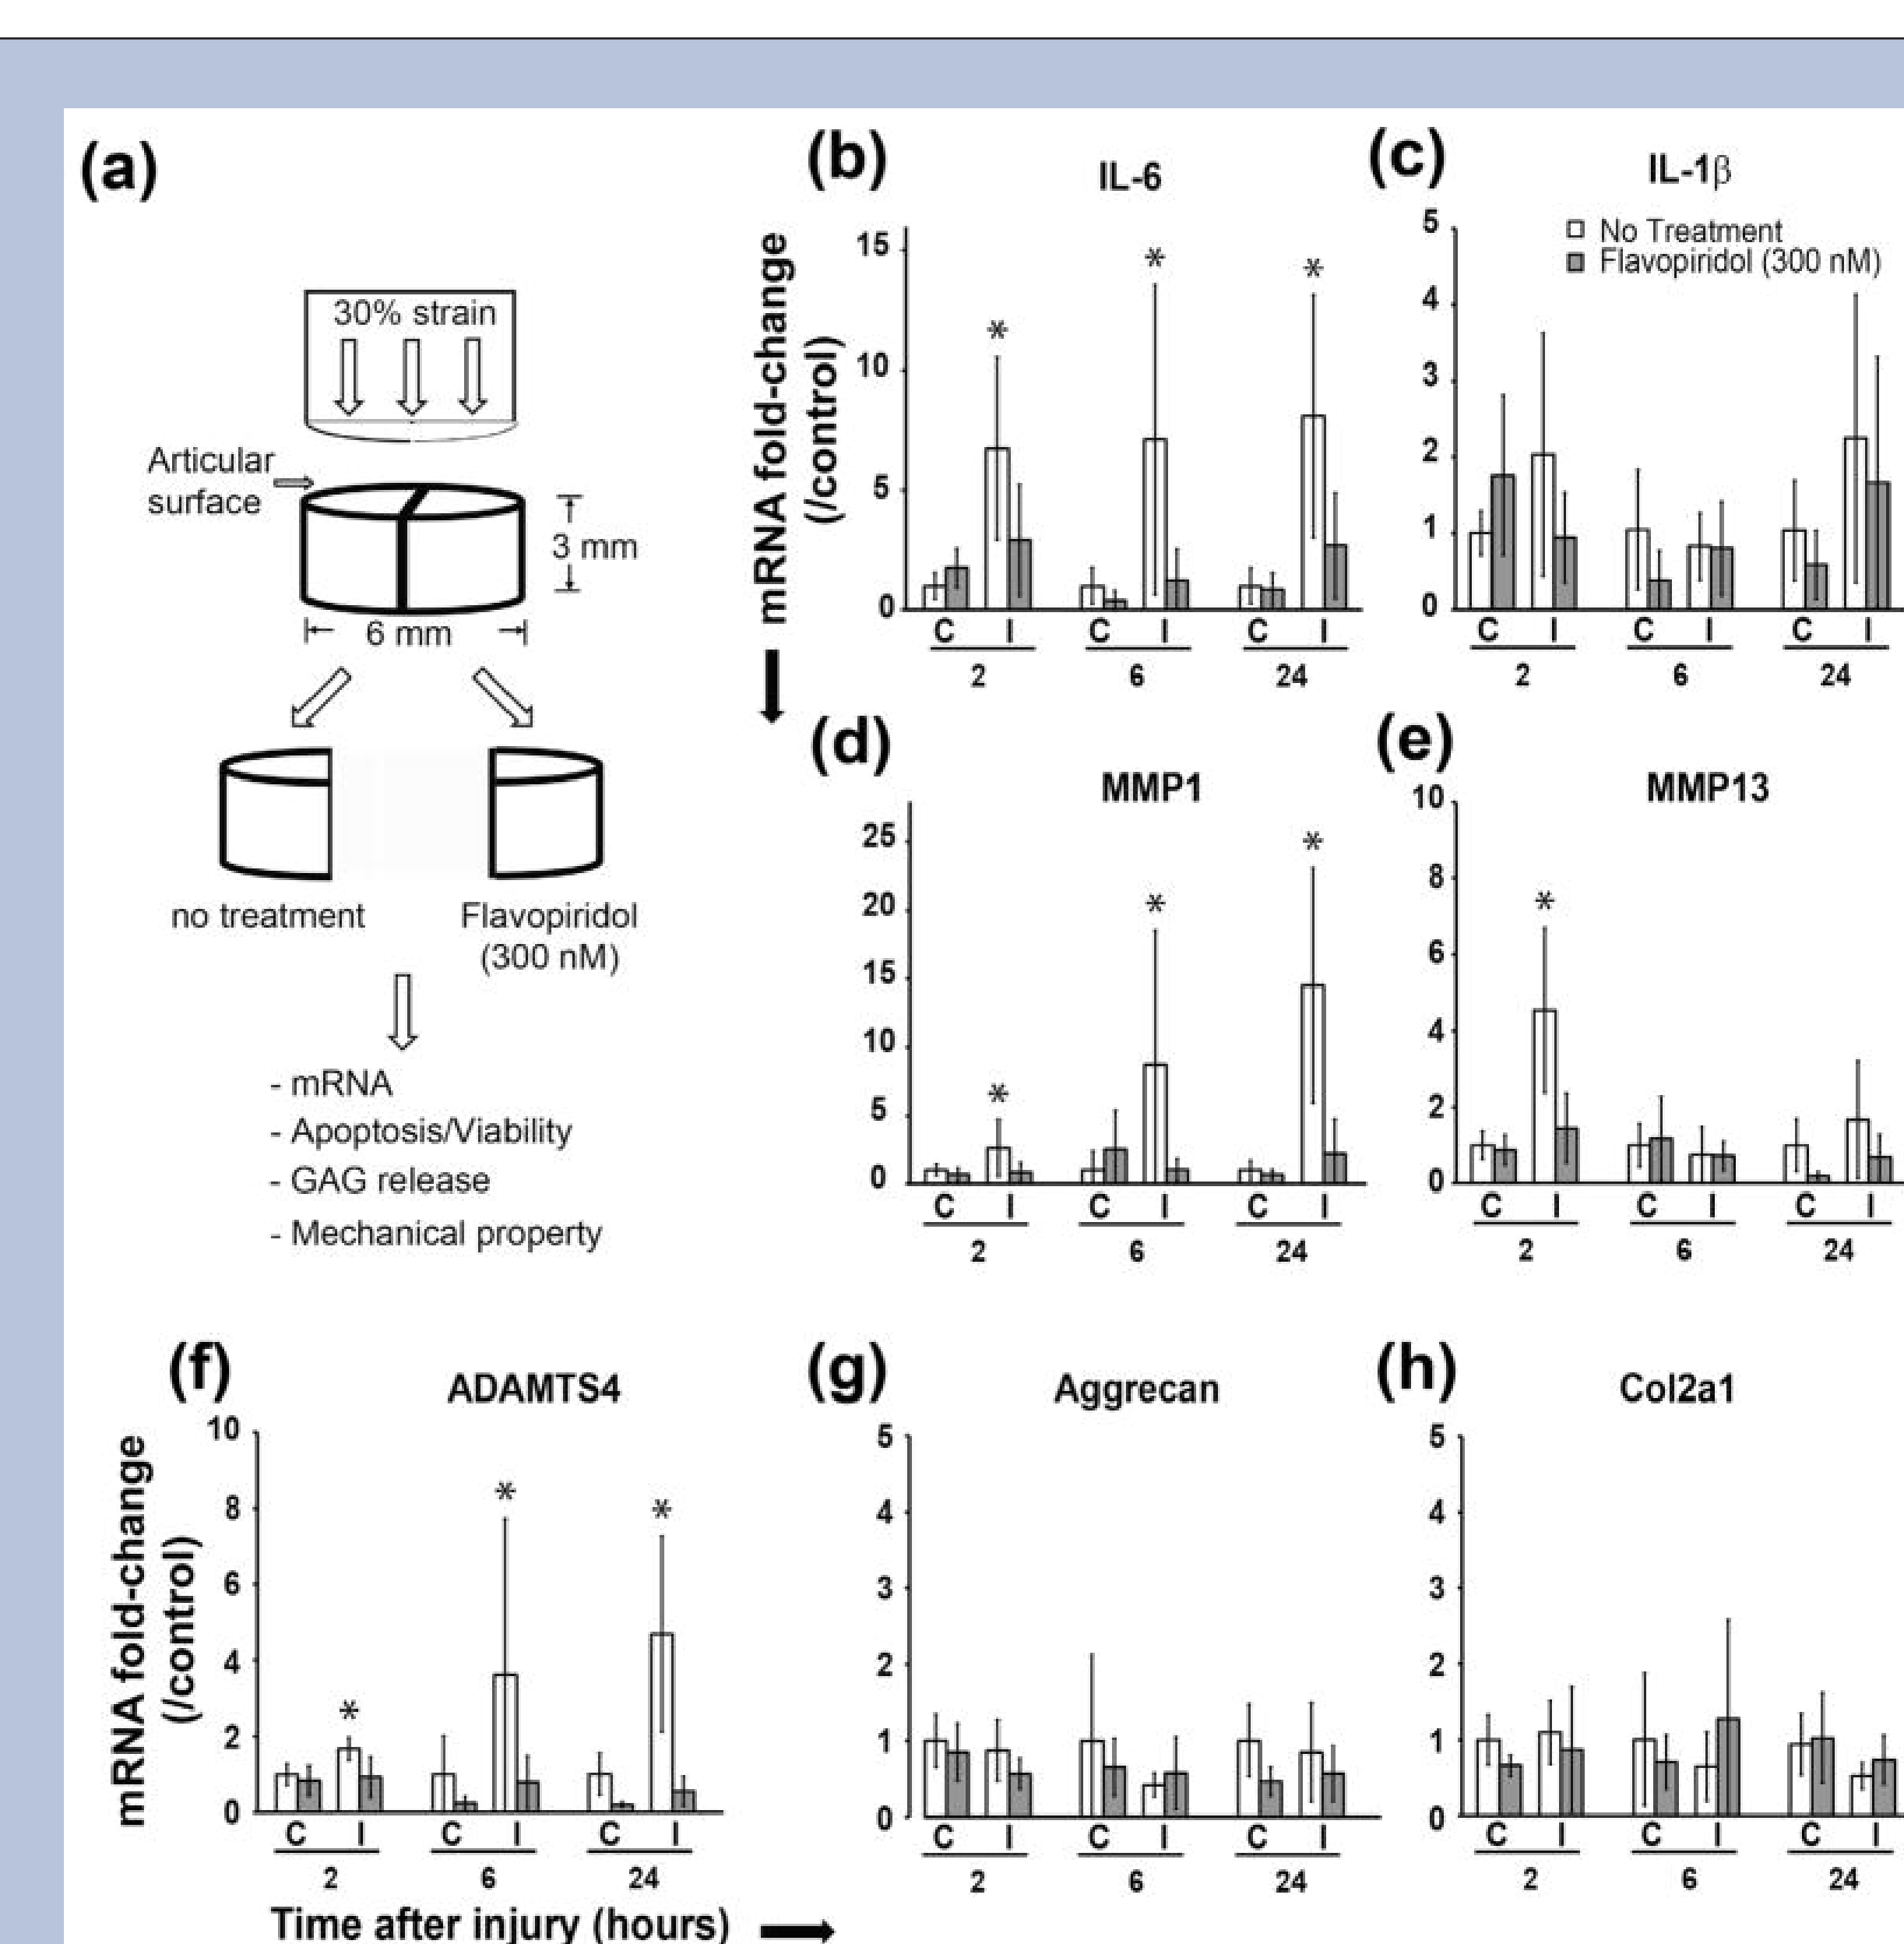 (a)
30% strain
Articular
surface
3 mm
6 mm
no treatment
Flavopiridol
(300 nM)
- mRNA
- Apoptosis/Viability
- GAG release
- Mechanical property
(b)
IL-6
mRNA fold-change
(/control)
15
10
5
0
*
*
*
C I C I C I
2 6 24
(c)
IL-1β
No Treatment
Flavopiridol (300 nM)
5
4
3
2
1
0
C I C I C I
2 6 24
(d)
MMP1
25
20
15
10
5
0
*
*
*
C I C I C I
2 6 24
(e)
MMP13
10
8
6
4
2
0
*
C I C I C I
2 6 24
(f)
ADAMTS4
mRNA fold-change
(/control)
10
8
6
4
2
0
*
*
*
C I C I C I
2 6 24
Time after injury (hours)
(g)
Aggrecan
5
4
3
2
1
0
C I C I C I
2 6 24
(h)
Col2a1
5
4
3
2
1
0
C I C I C I
2 6 24